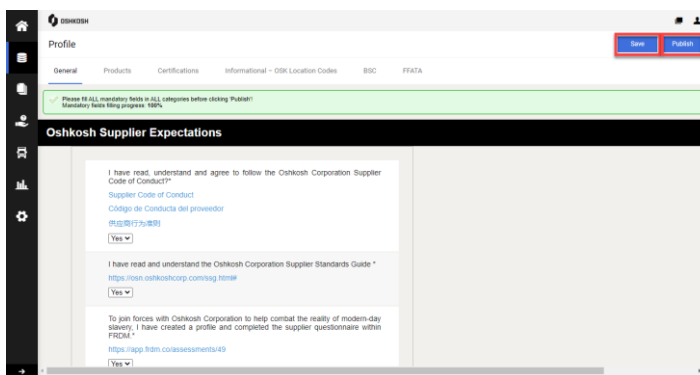 OSHKOSH
Profile
Save
Publish
General
Products
Certifications
Informational – OSK Location Codes
BSC
FFATA
Please fill ALL mandatory fields in ALL categories before clicking 'Publish'!
Mandatory fields filling progress: 100%
Oshkosh Supplier Expectations
I have read, understand and agree to follow the Oshkosh Corporation Supplier
Code of Conduct?*
Supplier Code of Conduct
Código de Conducta del proveedor
供应商行为准则
Yes
I have read and understand the Oshkosh Corporation Supplier Standards Guide *
https://osn.oshkoshcorp.com/ssg.html#
Yes
To join forces with Oshkosh Corporation to help combat the reality of modern-day
slavery, I have created a profile and completed the supplier questionnaire within
FRDM.*
https://app.frdm.co/assessments/49
Yes